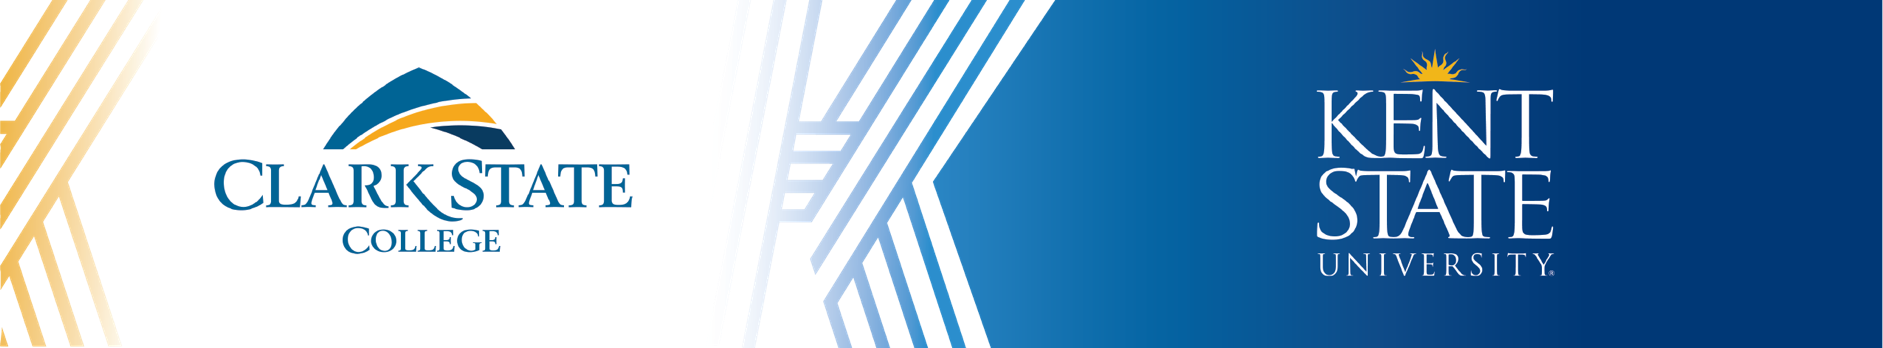 CLARK STATE
COLLEGE
KENT
STATE
UNIVERSITY®